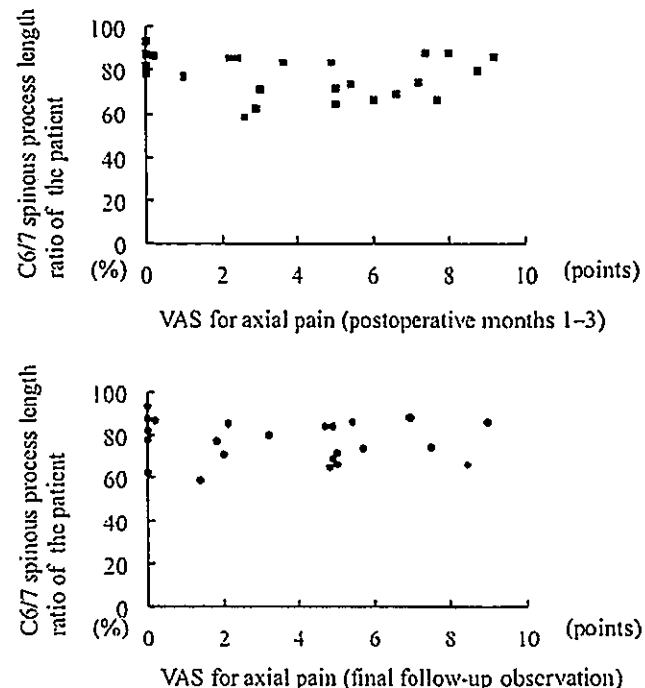 C6/7 spinous process length
ratio of the patient
100
80
60
40
20
0
(%)
0 2 4 6 8 10 (points)
VAS for axial pain (postoperative months 1–3)
C6/7 spinous process length
ratio of the patient
100
80
60
40
20
0
(%)
0 2 4 6 8 10 (points)
VAS for axial pain (final follow-up observation)